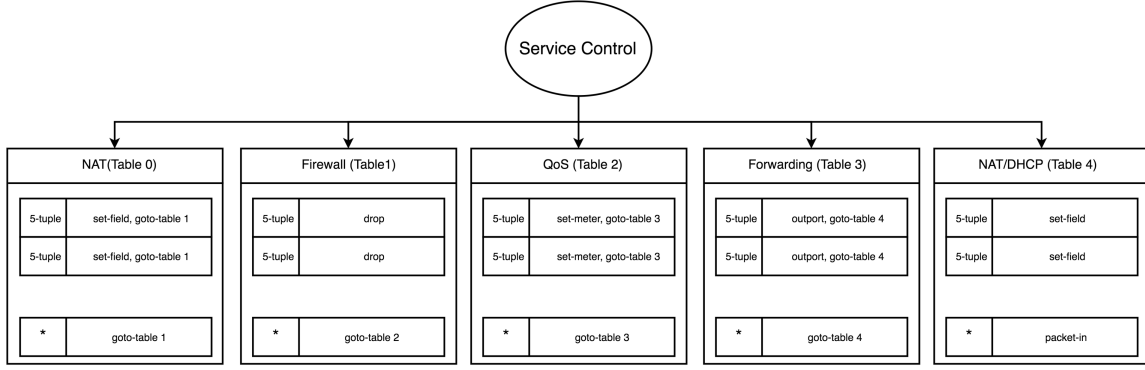 Service Control
NAT(Table 0)
5-tuple set-field, goto-table 1
5-tuple set-field, goto-table 1
* goto-table 1
Firewall (Table1)
5-tuple drop
5-tuple drop
* goto-table 2
QoS (Table 2)
5-tuple set-meter, goto-table 3
5-tuple set-meter, goto-table 3
* goto-table 3
Forwarding (Table 3)
5-tuple outport, goto-table 4
5-tuple outport, goto-table 4
* goto-table 4
NAT/DHCP (Table 4)
5-tuple set-field
5-tuple set-field
* packet-in